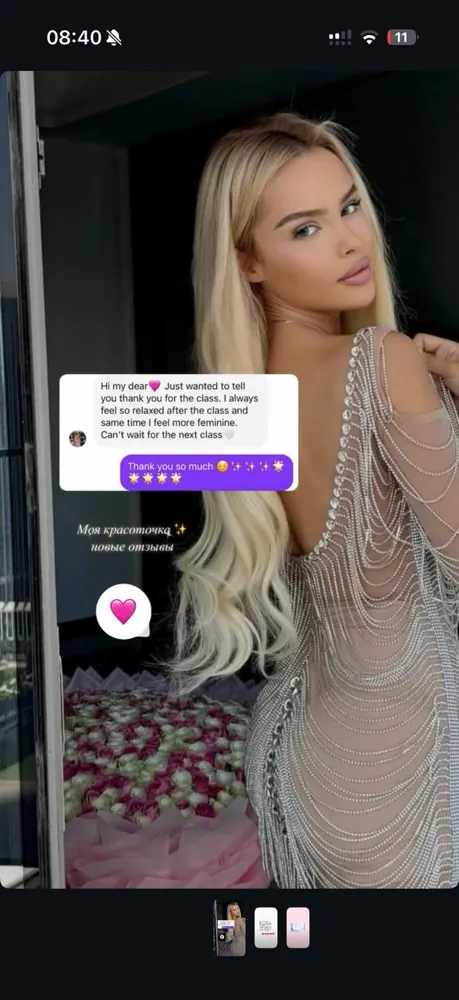 08:40
11
Hi my dear🩷 Just wanted to tell
you thank you for the class. I always
feel so relaxed after the class and
same time I feel more feminine.
Can't wait for the next class🤍
Thank you so much ☺️✨✨✨🌟
🌟🌟🌟🌟
Моя красоточка ✨
новые отзывы